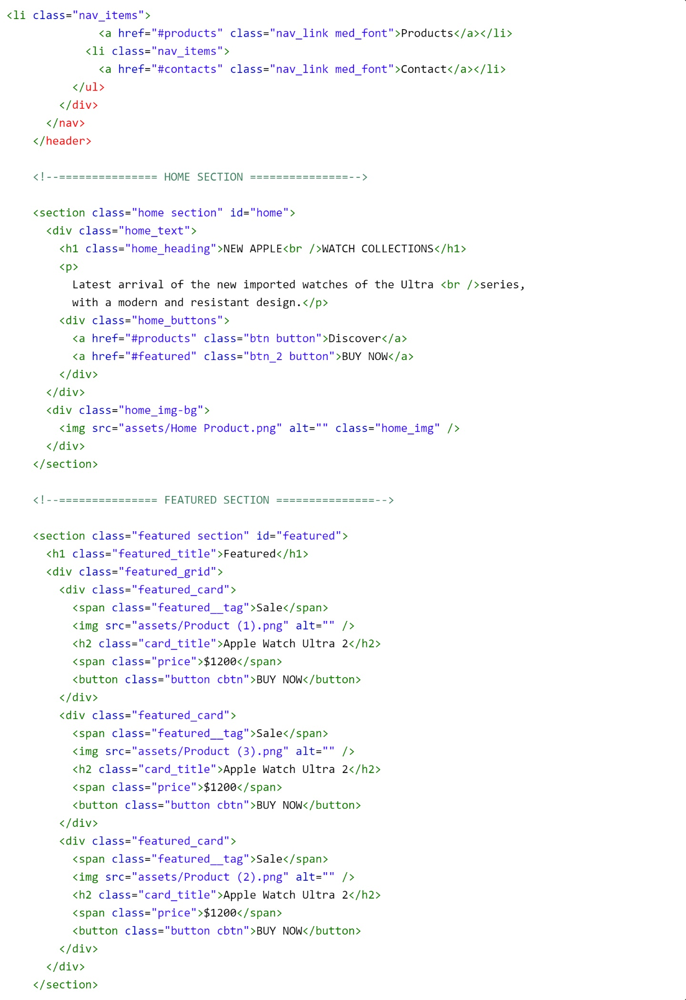 <li class="nav_items">
              <a href="#products" class="nav_link med_font">Products</a></li>
            <li class="nav_items">
              <a href="#contacts" class="nav_link med_font">Contact</a></li>
          </ul>
        </div>
      </nav>
    </header>

    <!--=============== HOME SECTION ===============-->

    <section class="home section" id="home">
      <div class="home_text">
        <h1 class="home_heading">NEW APPLE<br />WATCH COLLECTIONS</h1>
        <p>
          Latest arrival of the new imported watches of the Ultra <br />series,
          with a modern and resistant design.</p>
        <div class="home_buttons">
          <a href="#products" class="btn button">Discover</a>
          <a href="#featured" class="btn_2 button">BUY NOW</a>
        </div>
      </div>
      <div class="home_img-bg">
        <img src="assets/Home Product.png" alt="" class="home_img" />
      </div>
    </section>

    <!--=============== FEATURED SECTION ===============-->

    <section class="featured section" id="featured">
      <h1 class="featured_title">Featured</h1>
      <div class="featured_grid">
        <div class="featured_card">
          <span class="featured__tag">Sale</span>
          <img src="assets/Product (1).png" alt="" />
          <h2 class="card_title">Apple Watch Ultra 2</h2>
          <span class="price">$1200</span>
          <button class="button cbtn">BUY NOW</button>
        </div>
        <div class="featured_card">
          <span class="featured__tag">Sale</span>
          <img src="assets/Product (3).png" alt="" />
          <h2 class="card_title">Apple Watch Ultra 2</h2>
          <span class="price">$1200</span>
          <button class="button cbtn">BUY NOW</button>
        </div>
        <div class="featured_card">
          <span class="featured__tag">Sale</span>
          <img src="assets/Product (2).png" alt="" />
          <h2 class="card_title">Apple Watch Ultra 2</h2>
          <span class="price">$1200</span>
          <button class="button cbtn">BUY NOW</button>
        </div>
      </div>
    </section>